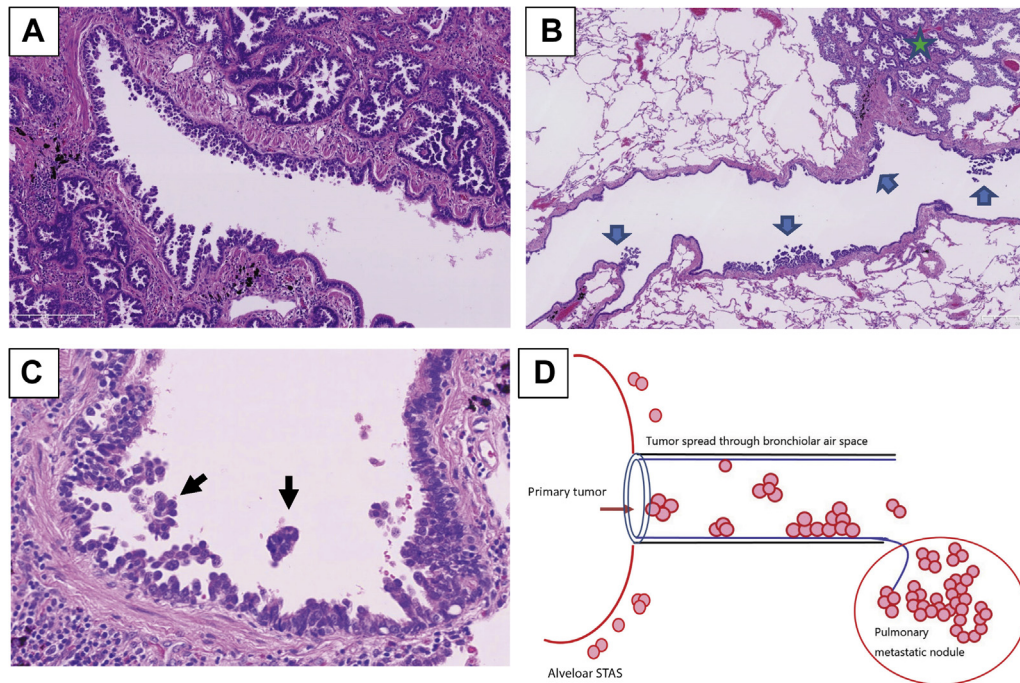 A
B
C
D
Tumor spread through bronchiolar air space
Primary tumor
Pulmonary
metastatic nodule
Alveloar STAS